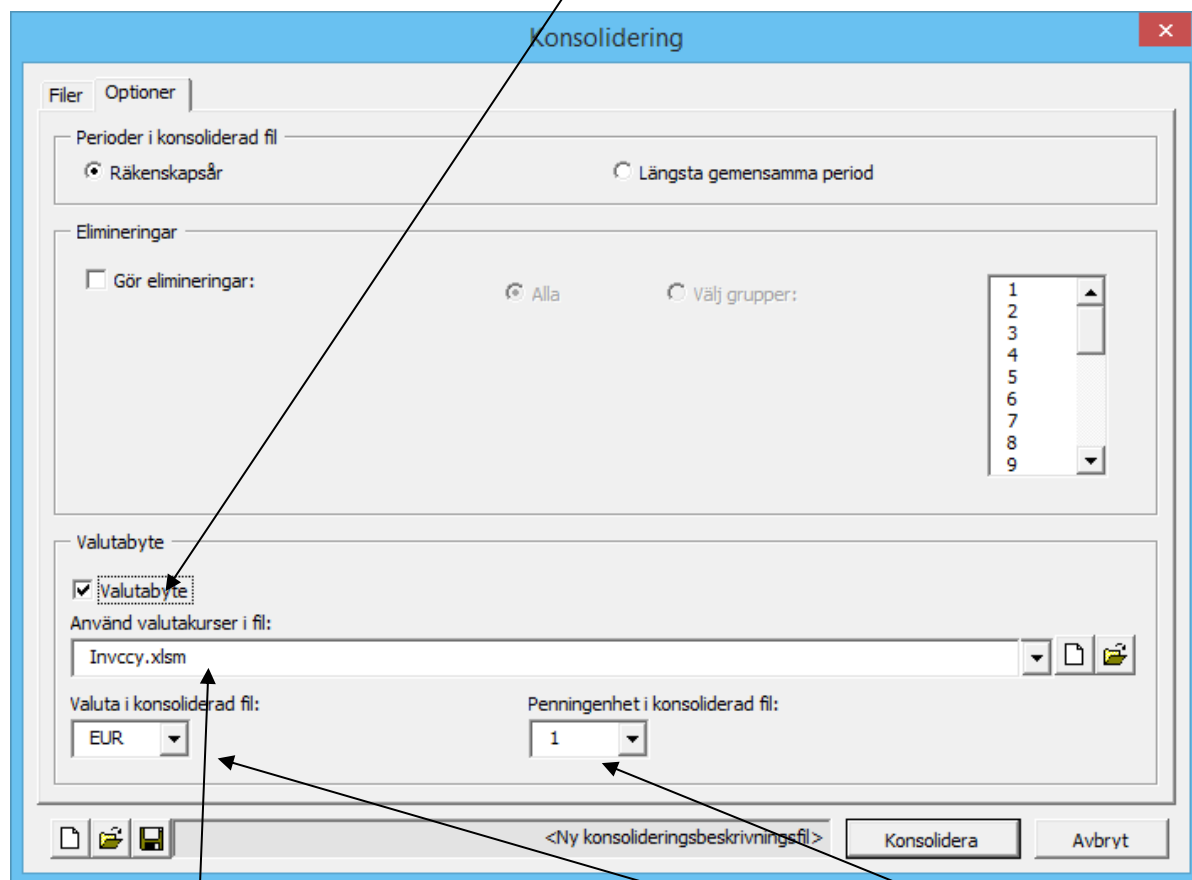 Konsolidering
Filer Optioner
Perioder i konsoliderad fil
Räkenskapsår Längsta gemensamma period
Elimineringar
Gör elimineringar: Alla Välj grupper:
1
2
3
4
5
6
7
8
9
Valutabyte
Valutabyte
Använd valutakurser i fil:
Invccy.xlsm
Valuta i konsoliderad fil: Penningenhet i konsoliderad fil:
EUR 1
<Ny konsolideringsbeskrivningsfil> Konsolidera Avbryt